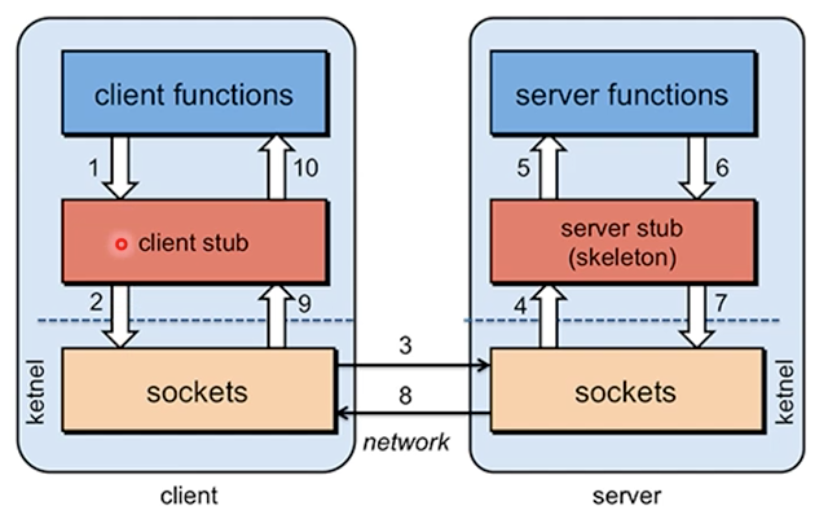 client functions
server functions
1
10
5
6
client stub
server stub
(skeleton)
2
9
4
7
ketnel
sockets
3
8
network
sockets
ketnel
client
server